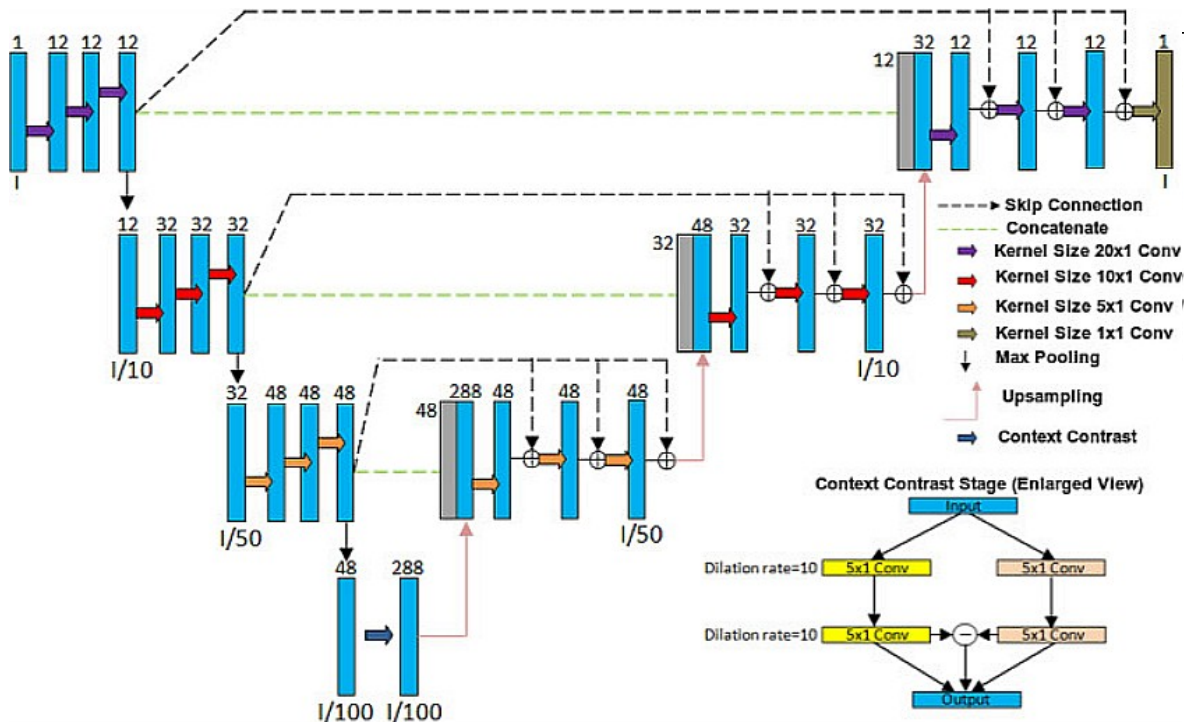 1 12 12 12
I
12 32 12 12 12 1
I
12 32 32 32
I/10
32 48 32 32 32
I/10
32 48 48 48
I/50
48 288 48 48 48
I/50
48 288
I/100 I/100
Skip Connection
Concatenate
Kernel Size 20x1 Conv
Kernel Size 10x1 Conv
Kernel Size 5x1 Conv
Kernel Size 1x1 Conv
Max Pooling
Upsampling
Context Contrast
Context Contrast Stage (Enlarged View)
Input
Dilation rate=10 5x1 Conv 5x1 Conv
Dilation rate=10 5x1 Conv 5x1 Conv
Output